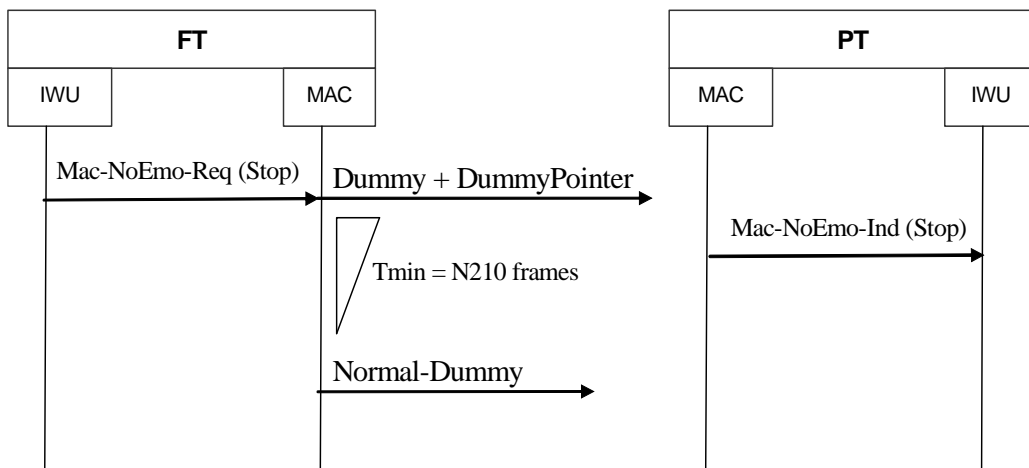 FT
PT
IWU
MAC
MAC
IWU
Mac-NoEmo-Req (Stop)
Dummy + DummyPointer
Mac-NoEmo-Ind (Stop)
Tmin = N210 frames
Normal-Dummy